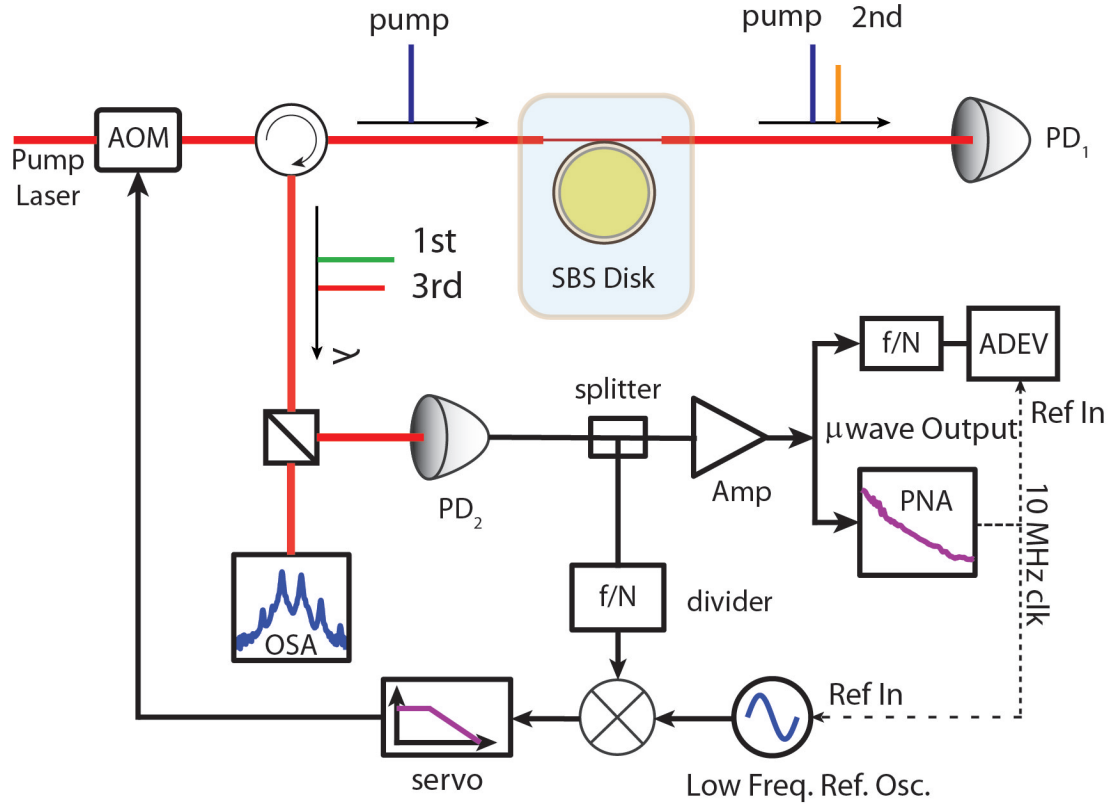 pump
pump 2nd
AOM
PD₁
Pump
Laser
1st
3rd
SBS Disk
λ
f/N
ADEV
splitter
Ref In
μwave Output
Amp
PD₂
PNA
10 MHz clk
f/N
divider
OSA
Ref In
servo
Low Freq. Ref. Osc.